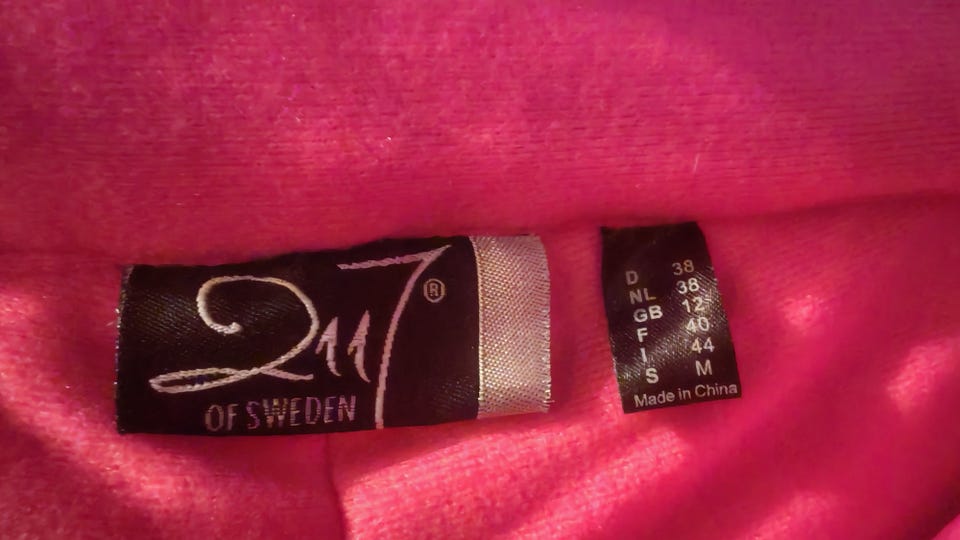 2117®
OF SWEDEN
D 38
NL 38
GB 12
F 40
I 44
S M
Made in China